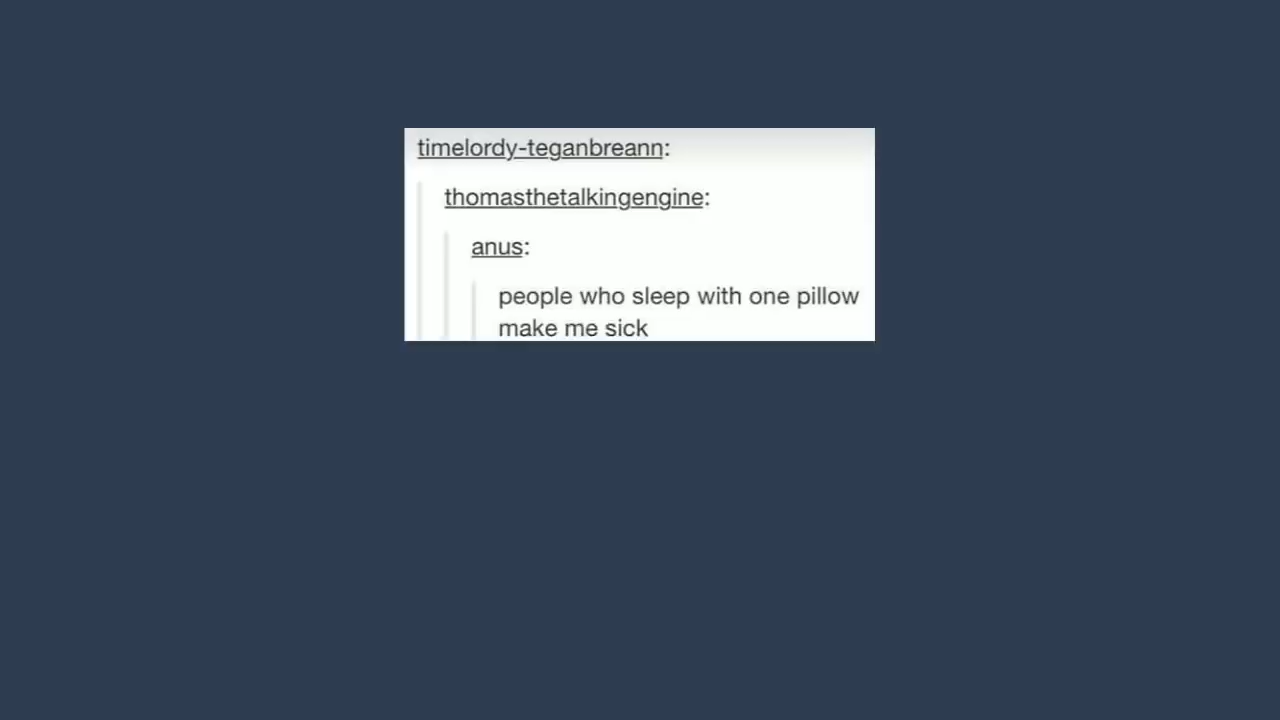 timelordy-teganbreann:
thomasthetalkingengine:
anus:
people who sleep with one pillow
make me sick